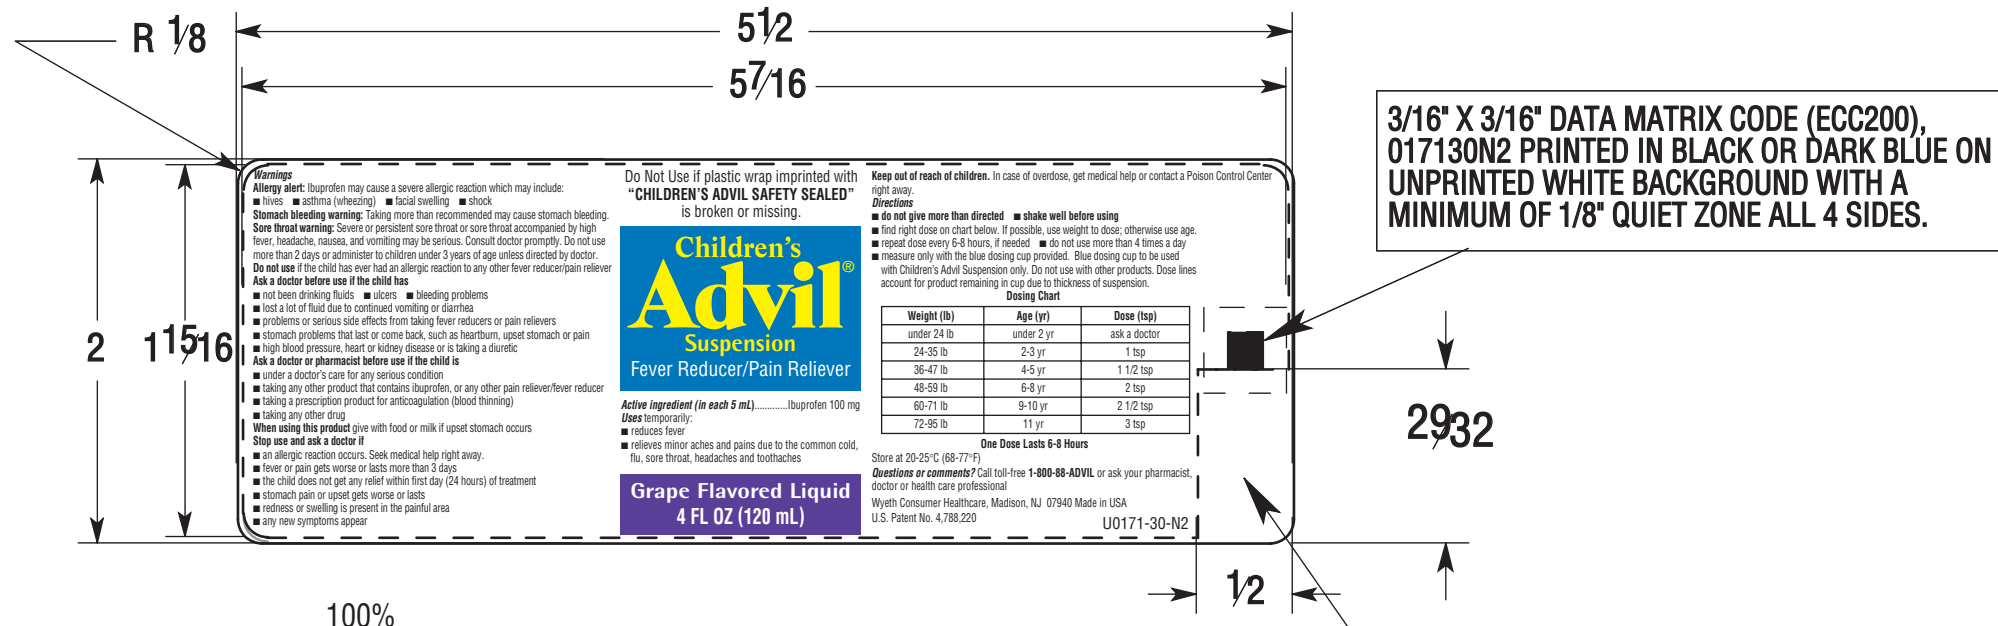 R 1/8
5 1/2
5 7/16
3/16" X 3/16" DATA MATRIX CODE (ECC200),
017130N2 PRINTED IN BLACK OR DARK BLUE ON
UNPRINTED WHITE BACKGROUND WITH A
MINIMUM OF 1/8" QUIET ZONE ALL 4 SIDES.
2
1 15/16
Warnings
Allergy alert: Ibuprofen may cause a severe allergic reaction which may include:
■ hives ■ asthma (wheezing) ■ facial swelling ■ shock
Stomach bleeding warning: Taking more than recommended may cause stomach bleeding.
Sore throat warning: Severe or persistent sore throat or sore throat accompanied by high
fever, headache, nausea, and vomiting may be serious. Consult doctor promptly. Do not use
more than 2 days or administer to children under 3 years of age unless directed by doctor.
Do not use if the child has ever had an allergic reaction to any other fever reducer/pain reliever
Ask a doctor before use if the child has
■ not been drinking fluids ■ ulcers ■ bleeding problems
■ lost a lot of fluid due to continued vomiting or diarrhea
■ problems or serious side effects from taking fever reducers or pain relievers
■ stomach problems that last or come back, such as heartburn, upset stomach or pain
■ high blood pressure, heart or kidney disease or is taking a diuretic
Ask a doctor or pharmacist before use if the child is
■ under a doctor's care for any serious condition
■ taking any other product that contains ibuprofen, or any other pain reliever/fever reducer
■ taking a prescription product for anticoagulation (blood thinning)
■ taking any other drug
When using this product give with food or milk if upset stomach occurs
Stop use and ask a doctor if
■ an allergic reaction occurs. Seek medical help right away.
■ fever or pain gets worse or lasts more than 3 days
■ the child does not get any relief within first day (24 hours) of treatment
■ stomach pain or upset gets worse or lasts
■ redness or swelling is present in the painful area
■ any new symptoms appear
Do Not Use if plastic wrap imprinted with
“CHILDREN’S ADVIL SAFETY SEALED”
is broken or missing.
Children’s
Advil®
Suspension
Fever Reducer/Pain Reliever
Active ingredient (in each 5 mL).............Ibuprofen 100 mg
Uses temporarily:
■ reduces fever
■ relieves minor aches and pains due to the common cold,
flu, sore throat, headaches and toothaches
Grape Flavored Liquid
4 FL OZ (120 mL)
Keep out of reach of children. In case of overdose, get medical help or contact a Poison Control Center
right away.
Directions
■ do not give more than directed ■ shake well before using
■ find right dose on chart below. If possible, use weight to dose; otherwise use age.
■ repeat dose every 6-8 hours, if needed ■ do not use more than 4 times a day
■ measure only with the blue dosing cup provided. Blue dosing cup to be used
with Children’s Advil Suspension only. Do not use with other products. Dose lines
account for product remaining in cup due to thickness of suspension.
Dosing Chart
Weight (lb) Age (yr) Dose (tsp)
under 24 lb under 2 yr ask a doctor
24-35 lb 2-3 yr 1 tsp
36-47 lb 4-5 yr 1 1/2 tsp
48-59 lb 6-8 yr 2 tsp
60-71 lb 9-10 yr 2 1/2 tsp
72-95 lb 11 yr 3 tsp
One Dose Lasts 6-8 Hours
Store at 20-25°C (68-77°F)
Questions or comments? Call toll-free 1-800-88-ADVIL or ask your pharmacist,
doctor or health care professional
Wyeth Consumer Healthcare, Madison, NJ 07940 Made in USA
U.S. Patent No. 4,788,220
U0171-30-N2
29/32
1/2
100%